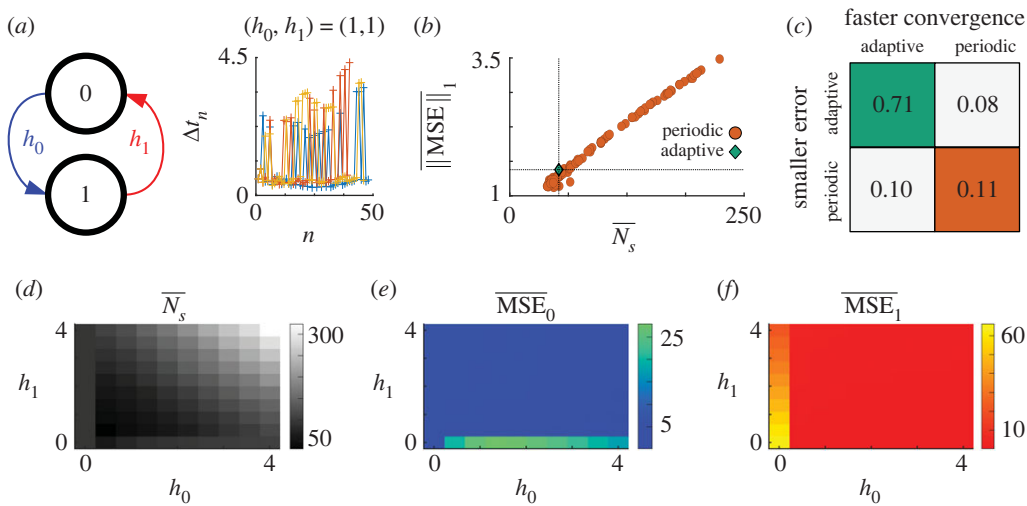 (a)
0
h0
h1
1
(h0, h1) = (1,1)
4.5
Δtn
0
0
50
n
(b)
3.5
||MSE||1
periodic
adaptive
1
0
250
Ns
(c)
faster convergence
adaptive
periodic
smaller error
adaptive
periodic
0.71
0.08
0.10
0.11
(d)
Ns
4
h1
0
0
4
h0
300
50
(e)
MSE0
4
h1
0
0
4
h0
25
5
(f)
MSE1
4
h1
0
0
4
h0
60
10